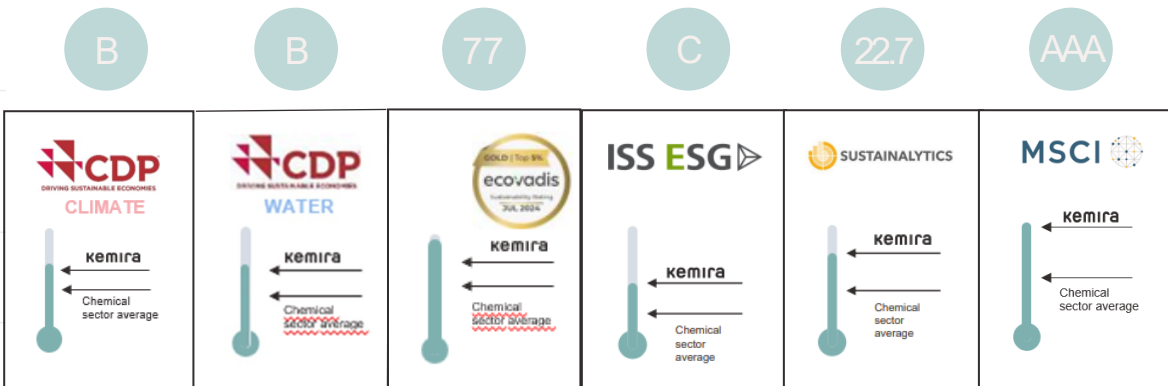 B
B
77
C
22.7
AAA
CDP
DRIVING SUSTAINABLE ECONOMIES
CLIMATE
kemira
Chemical
sector average
CDP
DRIVING SUSTAINABLE ECONOMIES
WATER
kemira
Chemical
sector average
GOLD | Top 5%
ecovadis
Sustainability Rating
JUL 2024
kemira
Chemical
sector average
ISS ESG
kemira
Chemical
sector
average
SUSTAINALYTICS
kemira
Chemical
sector
average
MSCI
kemira
Chemical
sector average